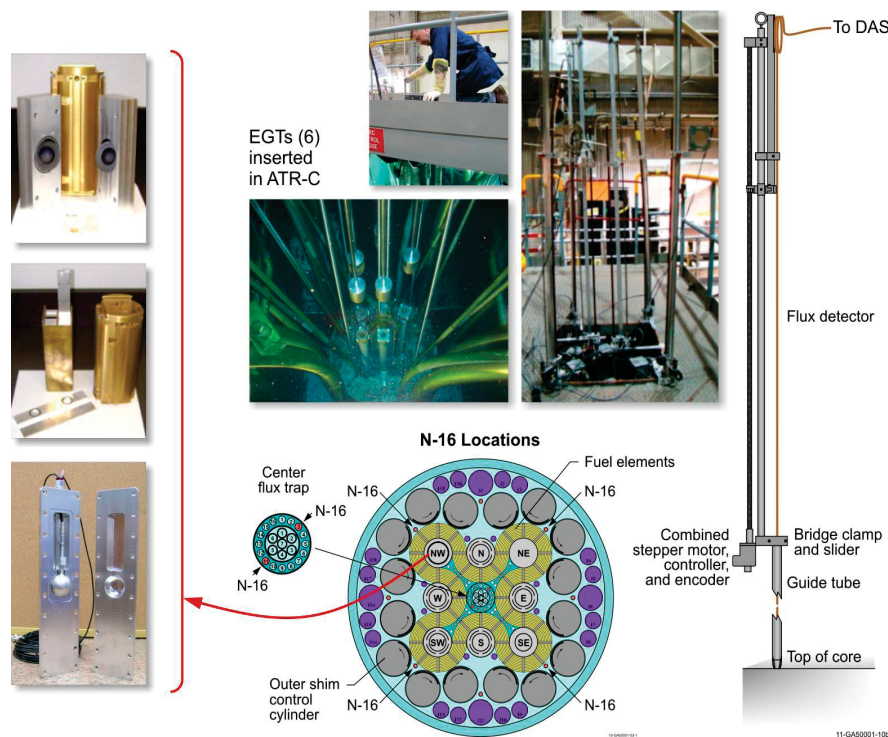 EGTs (6)
inserted
in ATR-C
To DAS
Flux detector
N-16 Locations
Center
flux trap
N-16
N-16
N-16
Fuel elements
N-16
NW
N
NE
W
E
SW
S
SE
Outer shim
control
cylinder
N-16
N-16
Combined
stepper motor,
controller,
and encoder
Bridge clamp
and slider
Guide tube
Top of core
11-GA50001-10b